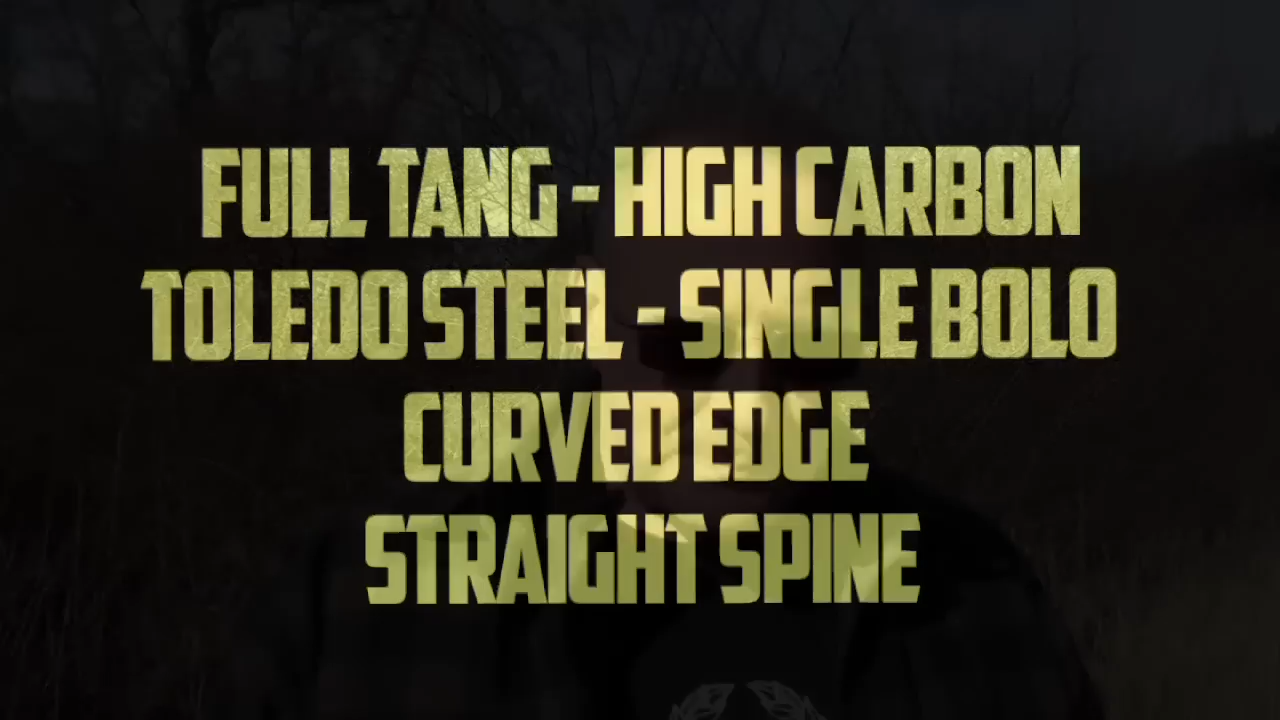 FULL TANG - HIGH CARBON
TOLEDO STEEL - SINGLE BOLO
CURVED EDGE
STRAIGHT SPINE